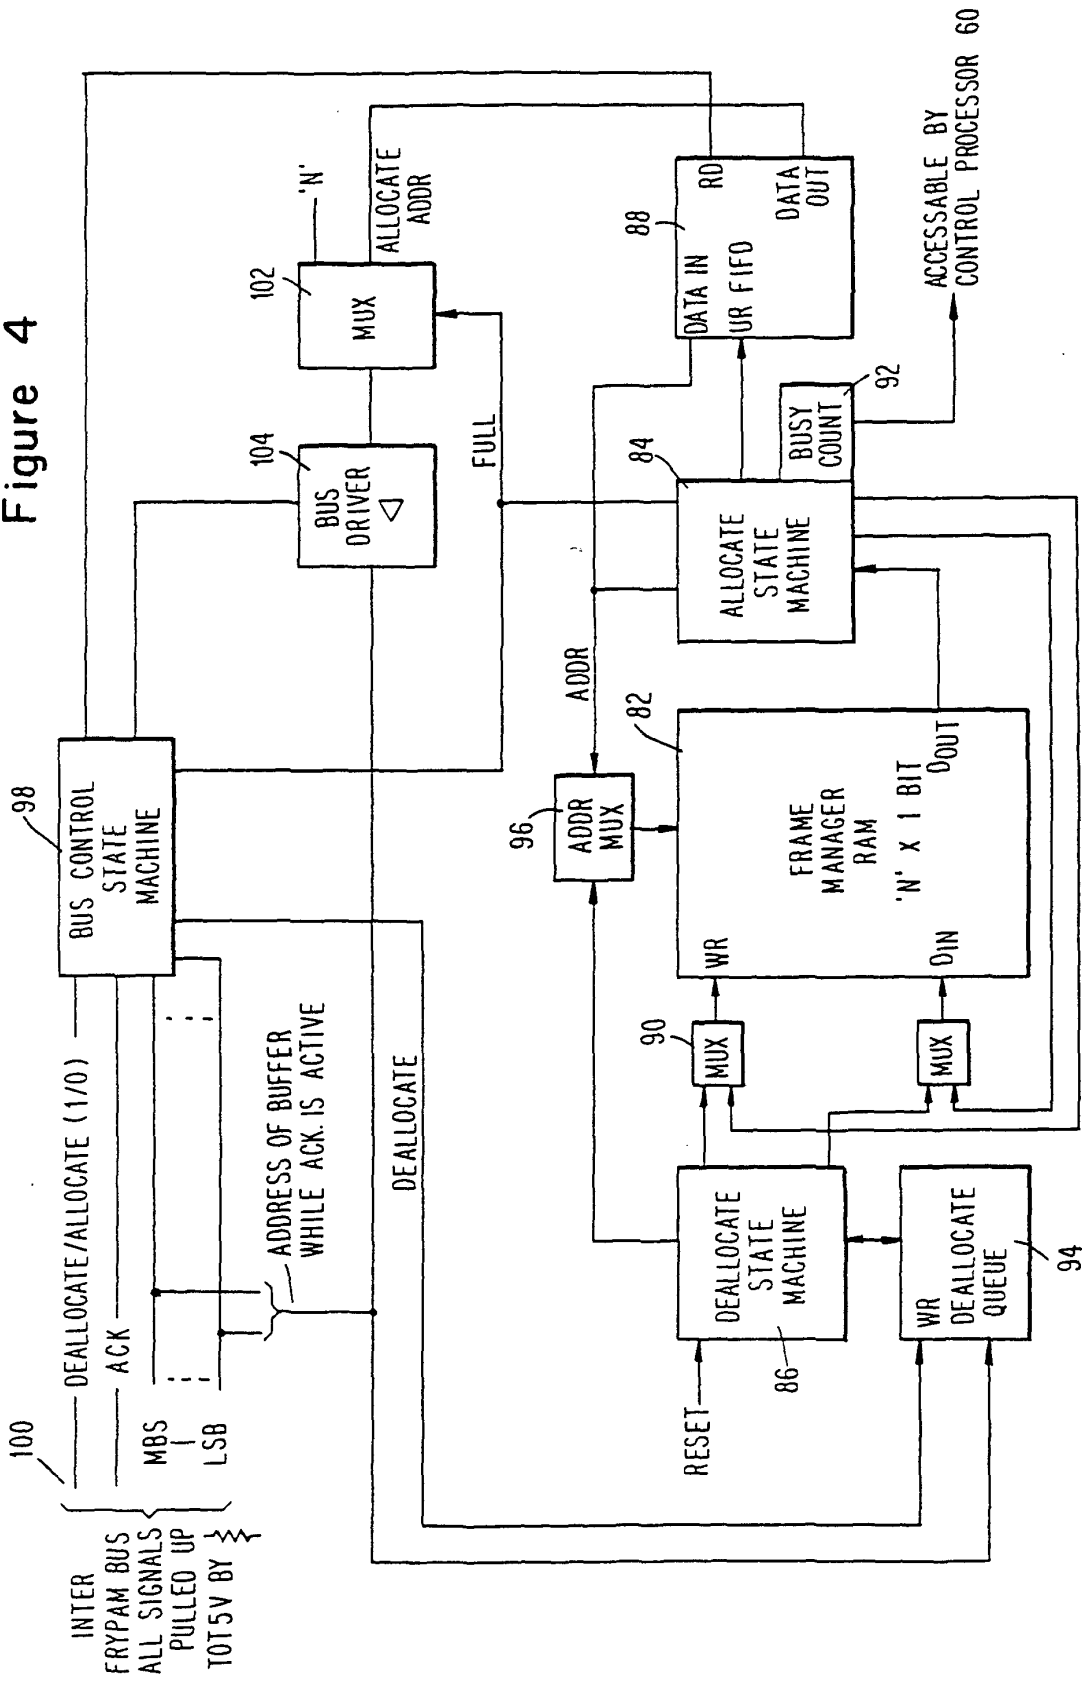 Figure 4
INTER
FRYPAM BUS
ALL SIGNALS
PULLED UP
TOT5V BY
100
DEALLOCATE/ALLOCATE (1/0)
ACK
MBS
LSB
ADDRESS OF BUFFER
WHILE ACK. IS ACTIVE
98
BUS CONTROL
STATE
MACHINE
DEALLOCATE
104
BUS
DRIVER
102
MUX
'N'
ALLOCATE
ADDR
FULL
RESET
DEALLOCATE
STATE
MACHINE
86
WR
DEALLOCATE
QUEUE
94
90
MUX
MUX
96
ADDR
MUX
ADDR
82
WR
FRAME
MANAGER
RAM
'N' X 1 BIT
DIN
DOUT
84
ALLOCATE
STATE
MACHINE
BUSY
COUNT
92
88
DATA IN
UR FIFO
RD
DATA
OUT
ACCESSABLE BY
CONTROL PROCESSOR 60